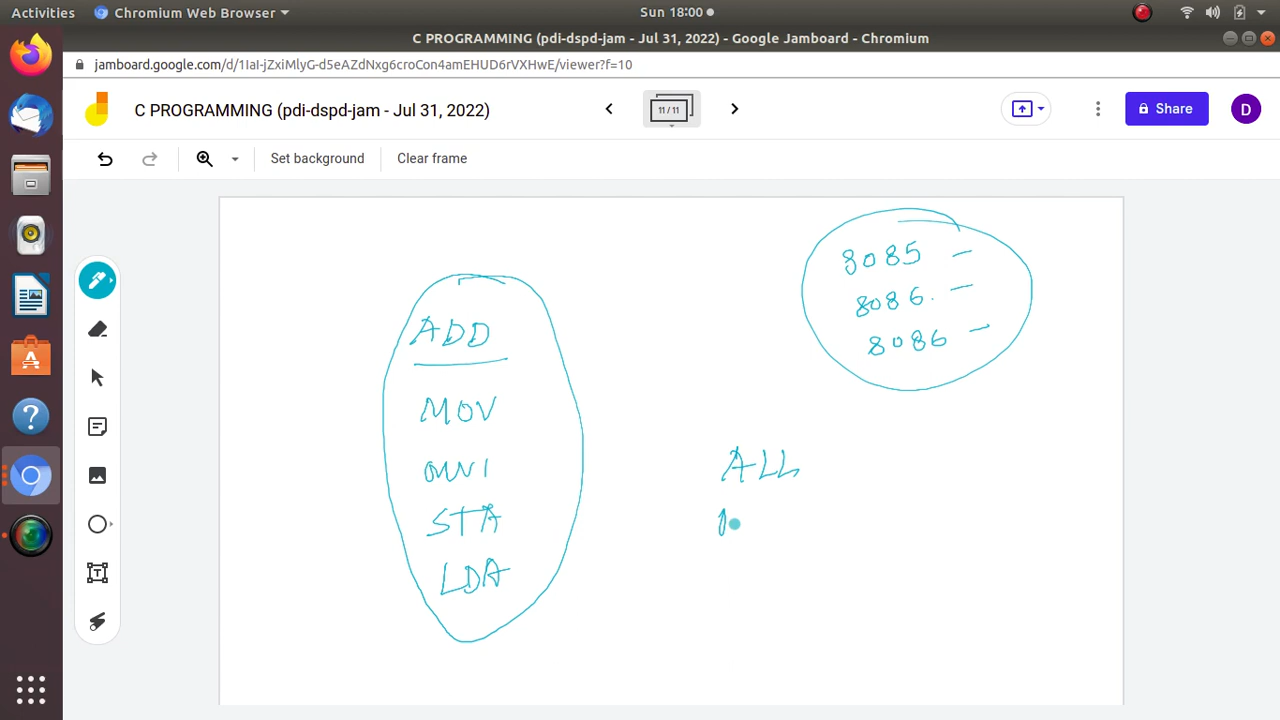 Activities Chromium Web Browser Sun 18:00
C PROGRAMMING (pdi-dspd-jam - Jul 31, 2022) - Google Jamboard - Chromium
jamboard.google.com/d/1IaI-jZxiMlyG-d5eAZdNxg6croCon4amEHUD6rVXHwE/viewer?f=10
C PROGRAMMING (pdi-dspd-jam - Jul 31, 2022) 11 / 11 Share D
Set background Clear frame
8085 -
8086. -
8086 -
ADD
MOV
MVI
STA
LDA
ALL